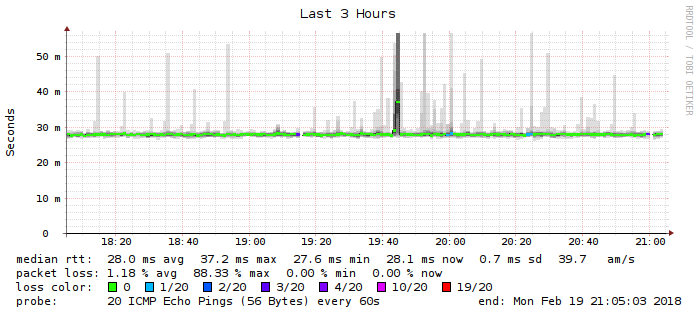 Last 3 Hours
RRDTOOL / TOBI OETIKER
Seconds
50 m
40 m
30 m
20 m
10 m
0
18:20 18:40 19:00 19:20 19:40 20:00 20:20 20:40 21:00
median rtt: 28.0 ms avg 37.2 ms max 27.6 ms min 28.1 ms now 0.7 ms sd 39.7 am/s
packet loss: 1.18 % avg 88.33 % max 0.00 % min 0.00 % now
loss color: 0 1/20 2/20 3/20 4/20 10/20 19/20
probe: 20 ICMP Echo Pings (56 Bytes) every 60s end: Mon Feb 19 21:05:03 2018